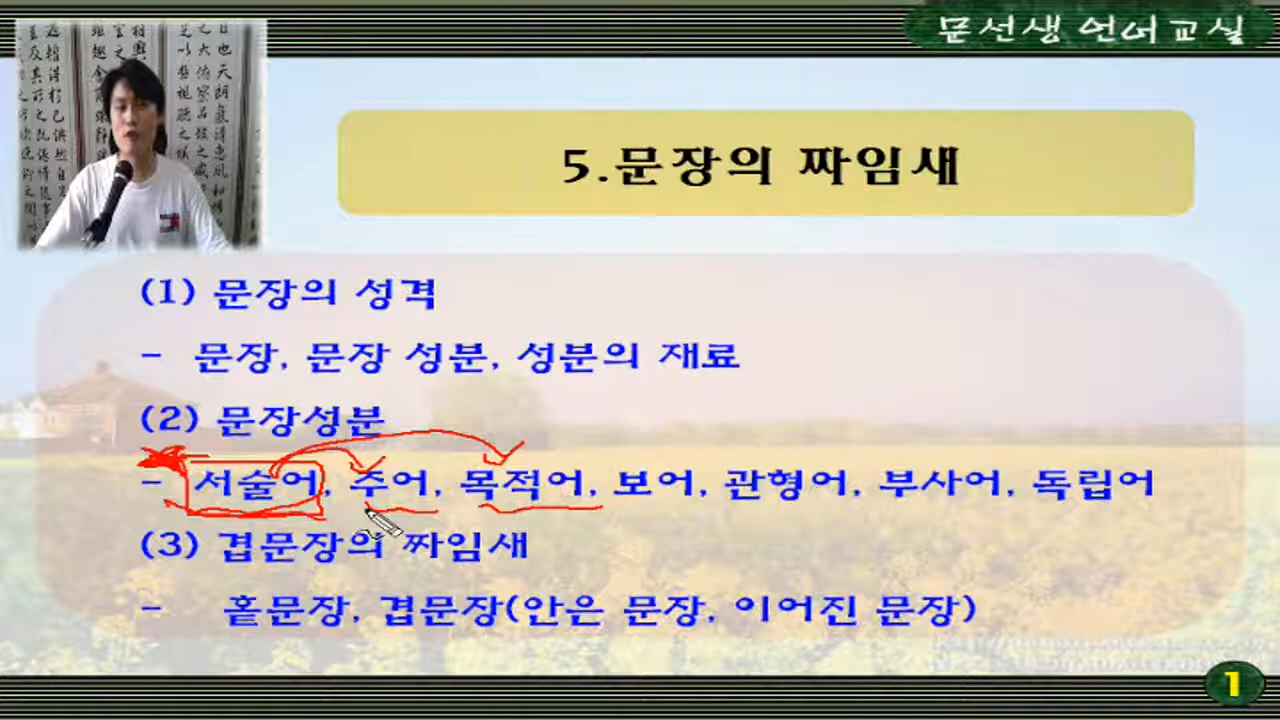 문선생 언어교실
5.문장의 짜임새
(1) 문장의 성격
- 문장, 문장 성분, 성분의 재료
(2) 문장성분
- 서술어, 주어, 목적어, 보어, 관형어, 부사어, 독립어
(3) 겹문장의 짜임새
- 홑문장, 겹문장(안은 문장, 이어진 문장)
1